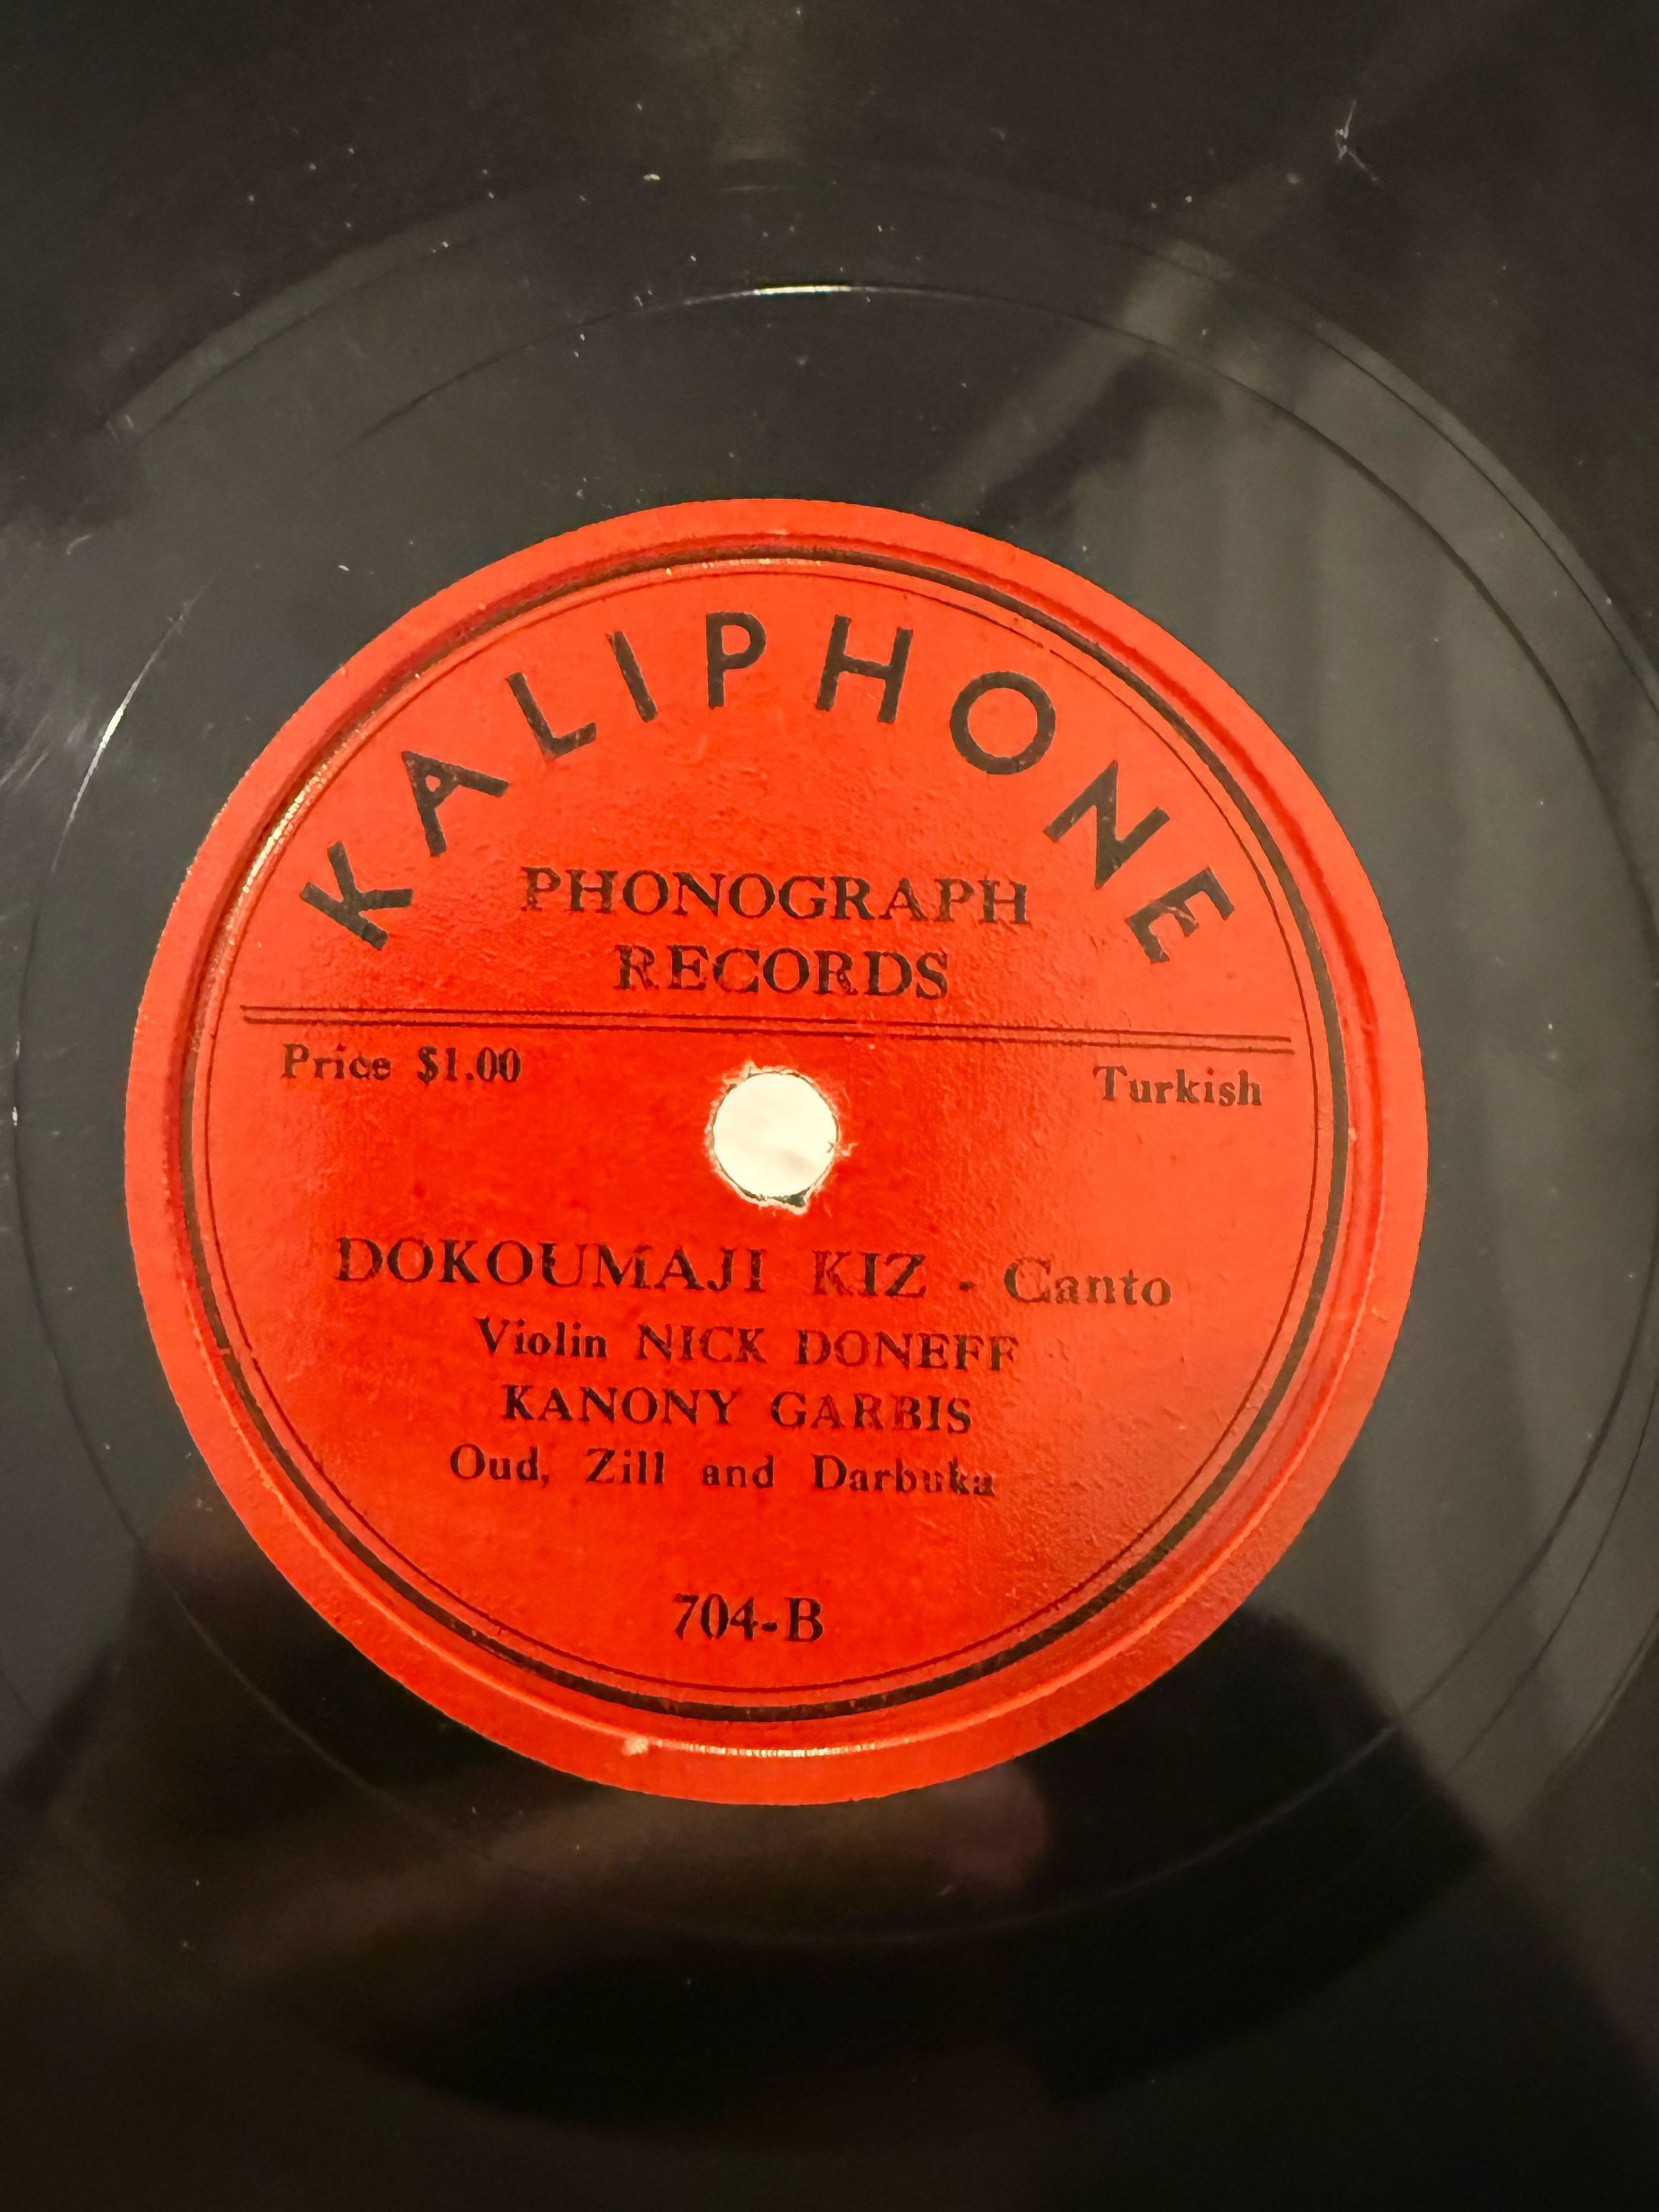 KALIPHONE
PHONOGRAPH
RECORDS
Price $1.00
Turkish
DOKOUMAJI KIZ - Canto
Violin NICK DONEFF
KANONY GARBIS
Oud, Zill and Darbuka
704-B